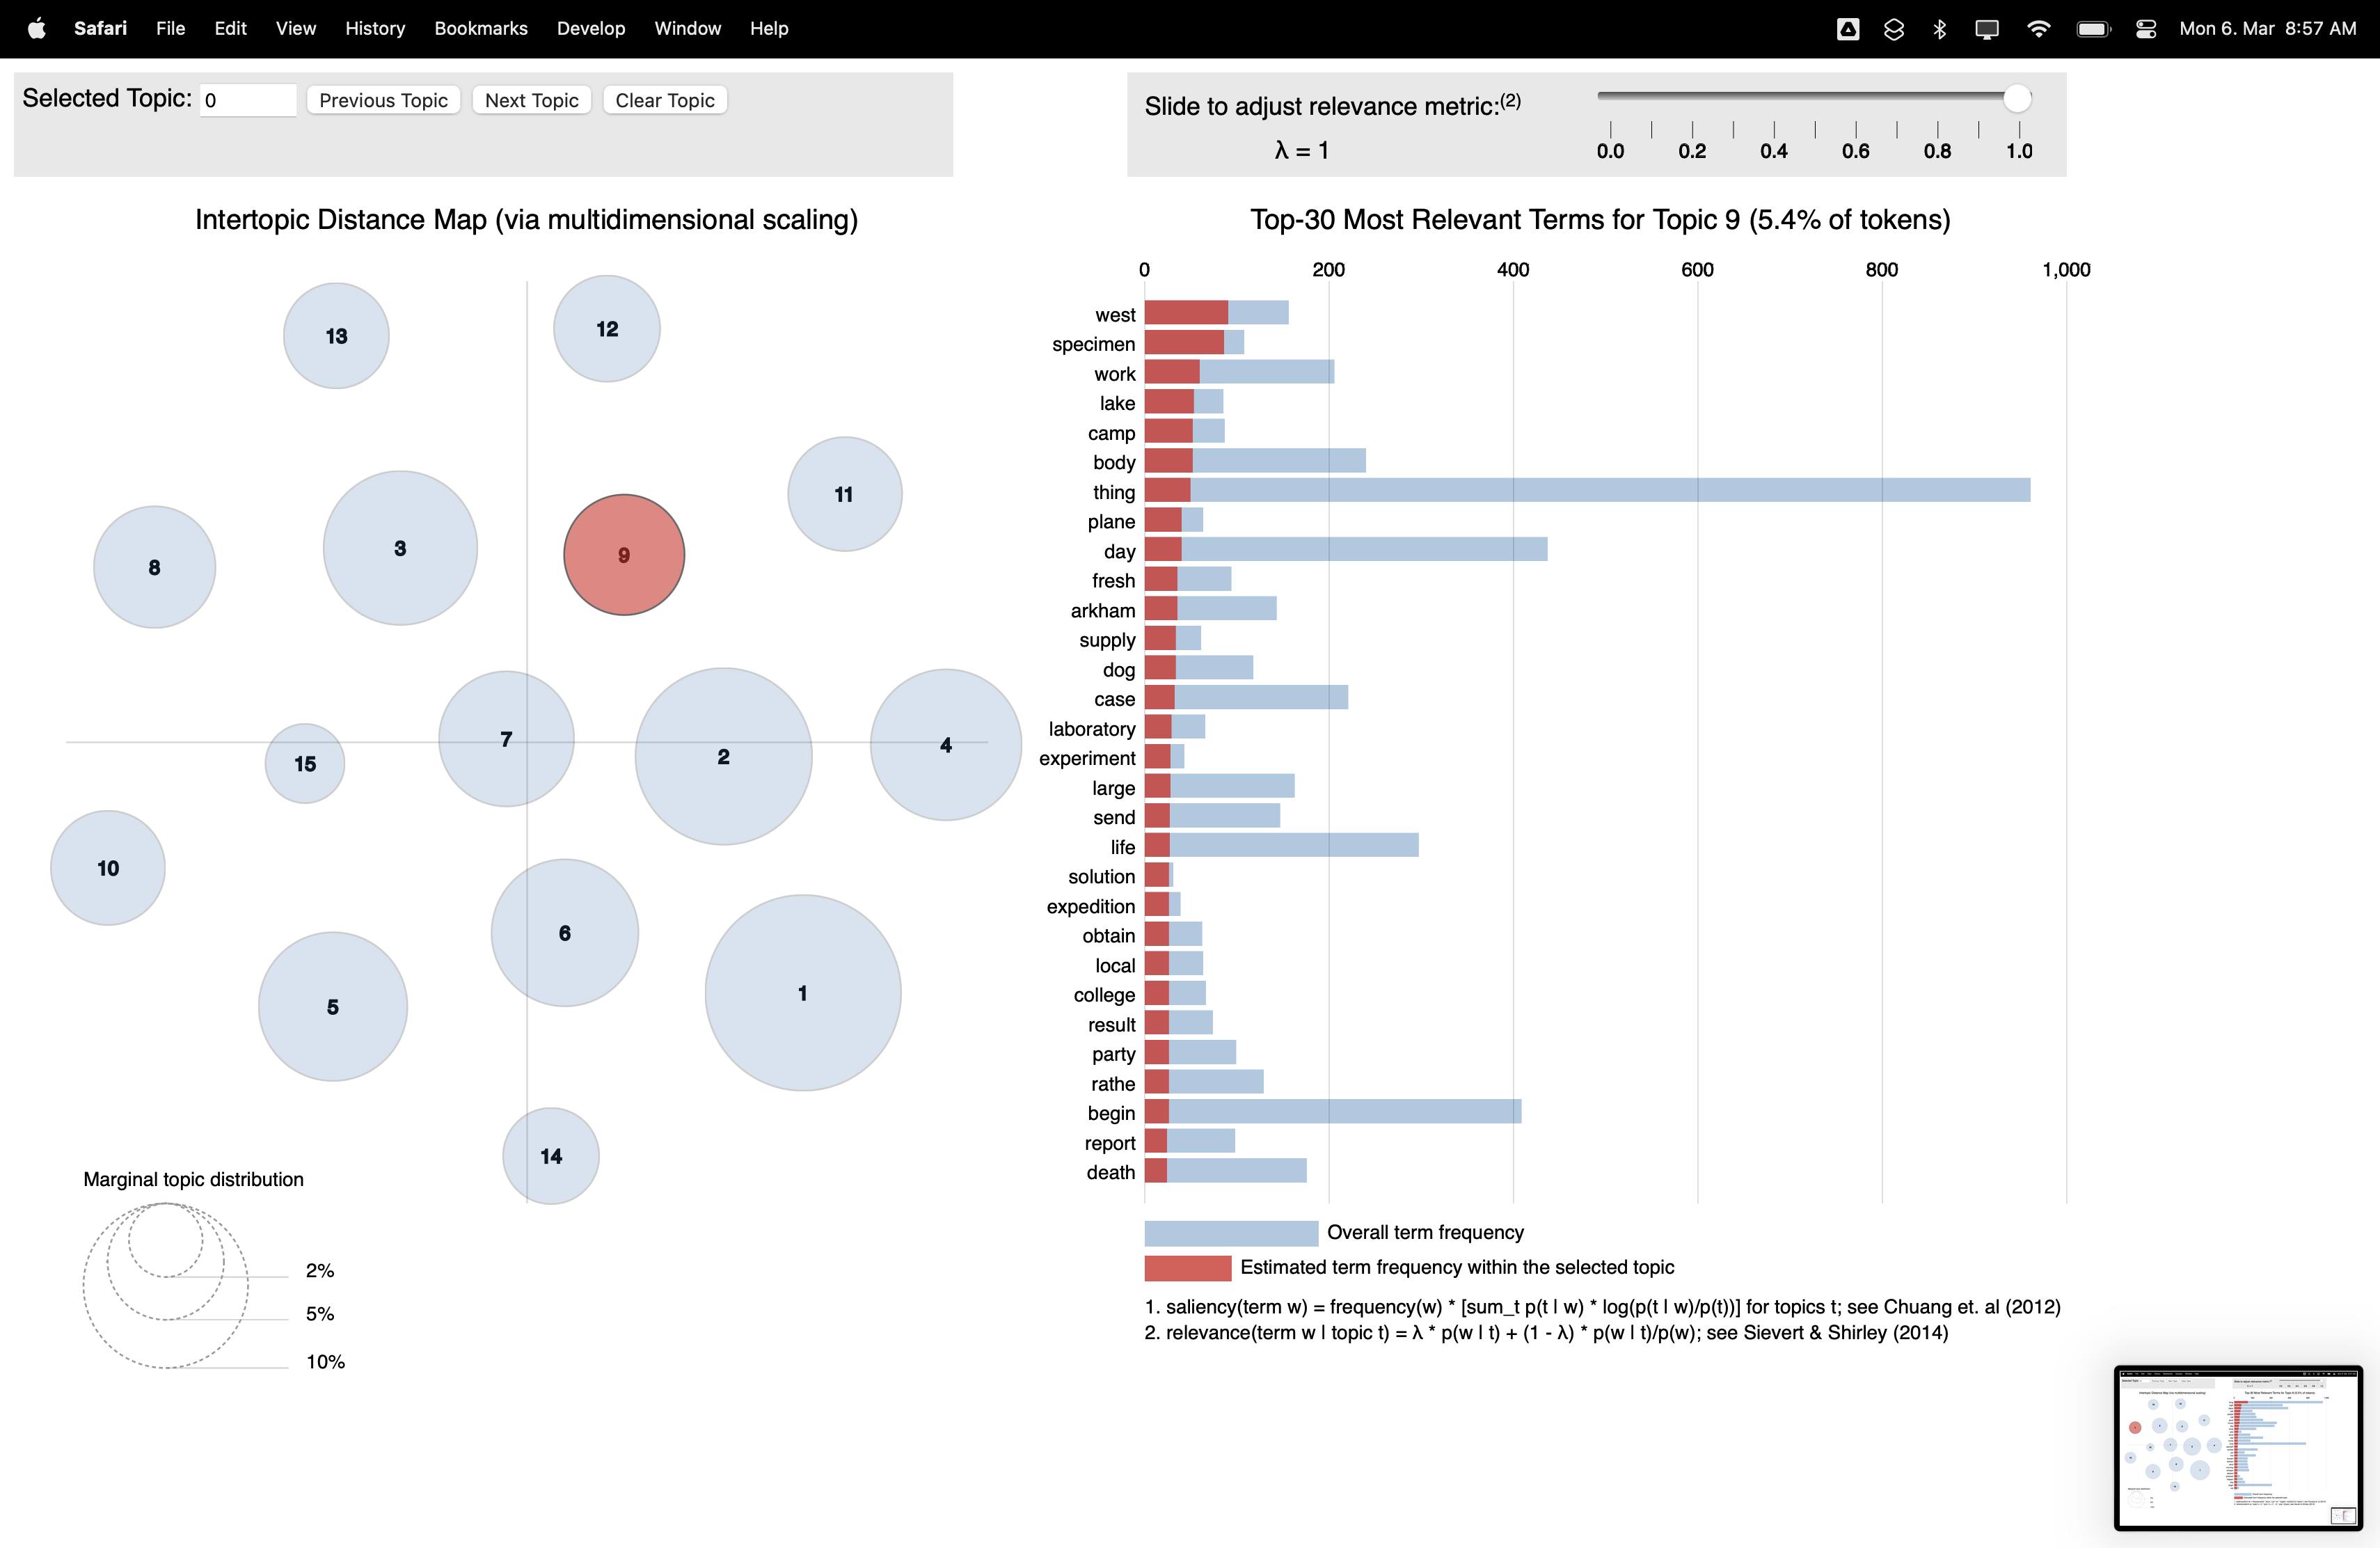 Safari File Edit View History Bookmarks Develop Window Help Mon 6. Mar 8:57 AM
Selected Topic: 0 Previous Topic Next Topic Clear Topic
Slide to adjust relevance metric:(2)
λ = 1
0.0 0.2 0.4 0.6 0.8 1.0
Intertopic Distance Map (via multidimensional scaling)
13
12
11
3
9
8
7
2
4
15
10
6
1
5
14
Marginal topic distribution
2%
5%
10%
Top-30 Most Relevant Terms for Topic 9 (5.4% of tokens)
0 200 400 600 800 1,000
west
specimen
work
lake
camp
body
thing
plane
day
fresh
arkham
supply
dog
case
laboratory
experiment
large
send
life
solution
expedition
obtain
local
college
result
party
rathe
begin
report
death
Overall term frequency
Estimated term frequency within the selected topic
1. saliency(term w) = frequency(w) * [sum_t p(t | w) * log(p(t | w)/p(t))] for topics t; see Chuang et. al (2012)
2. relevance(term w | topic t) = λ * p(w | t) + (1 - λ) * p(w | t)/p(w); see Sievert & Shirley (2014)